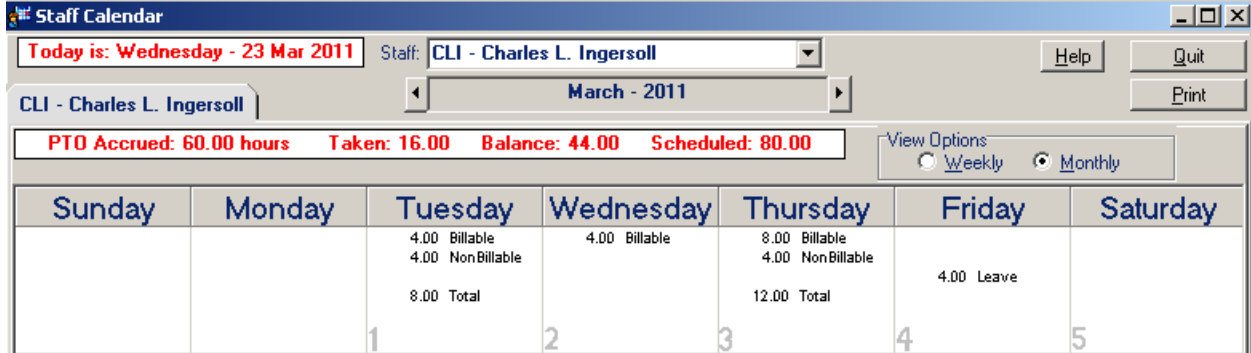 Staff Calendar
Today is: Wednesday - 23 Mar 2011 Staff: CLI - Charles L. Ingersoll Help Quit
CLI - Charles L. Ingersoll March - 2011 Print
PTO Accrued: 60.00 hours Taken: 16.00 Balance: 44.00 Scheduled: 80.00 View Options
Weekly Monthly
Sunday Monday Tuesday Wednesday Thursday Friday Saturday
4.00 Billable 4.00 Billable 8.00 Billable
4.00 NonBillable 4.00 NonBillable
4.00 Leave
8.00 Total 12.00 Total
1 2 3 4 5